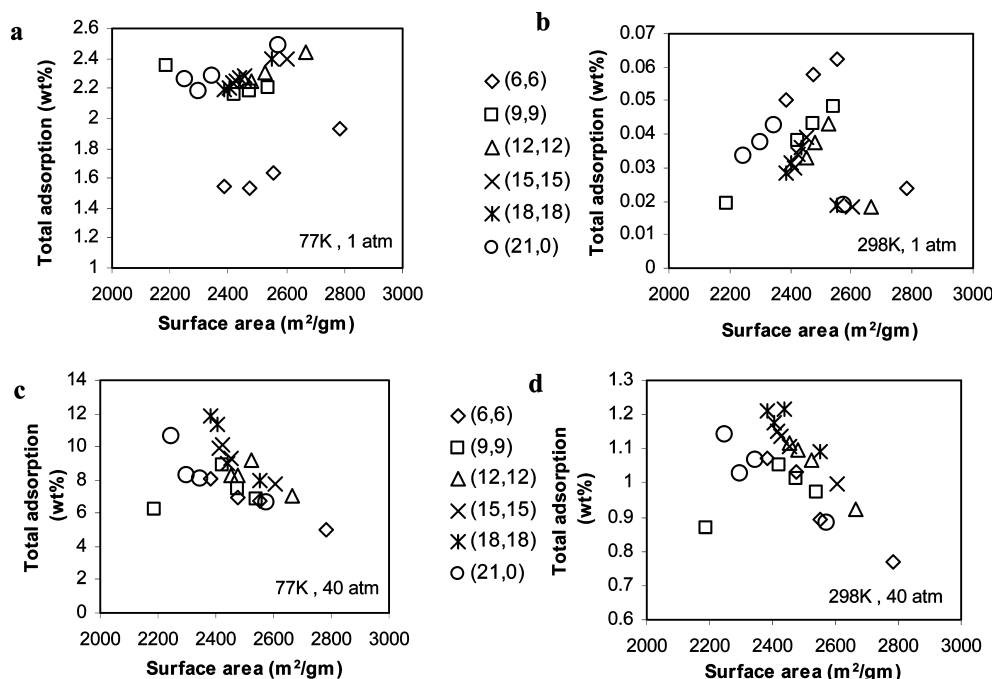 a
Total adsorption (wt%)
2.6
2.4
2.2
2
1.8
1.6
1.4
1.2
1
77K , 1 atm
2000 2200 2400 2600 2800 3000
Surface area (m²/gm)
(6,6)
(9,9)
(12,12)
(15,15)
(18,18)
(21,0)
b
Total adsorption (wt%)
0.07
0.06
0.05
0.04
0.03
0.02
0.01
0
298K, 1 atm
2000 2200 2400 2600 2800 3000
Surface area (m²/gm)
c
Total adsorption
(wt%)
14
12
10
8
6
4
2
0
77K , 40 atm
2000 2200 2400 2600 2800 3000
Surface area (m²/gm)
(6,6)
(9,9)
(12,12)
(15,15)
(18,18)
(21,0)
d
Total adsorption
(wt%)
1.3
1.2
1.1
1
0.9
0.8
0.7
0.6
298K , 40 atm
2000 2200 2400 2600 2800 3000
Surface area (m²/gm)